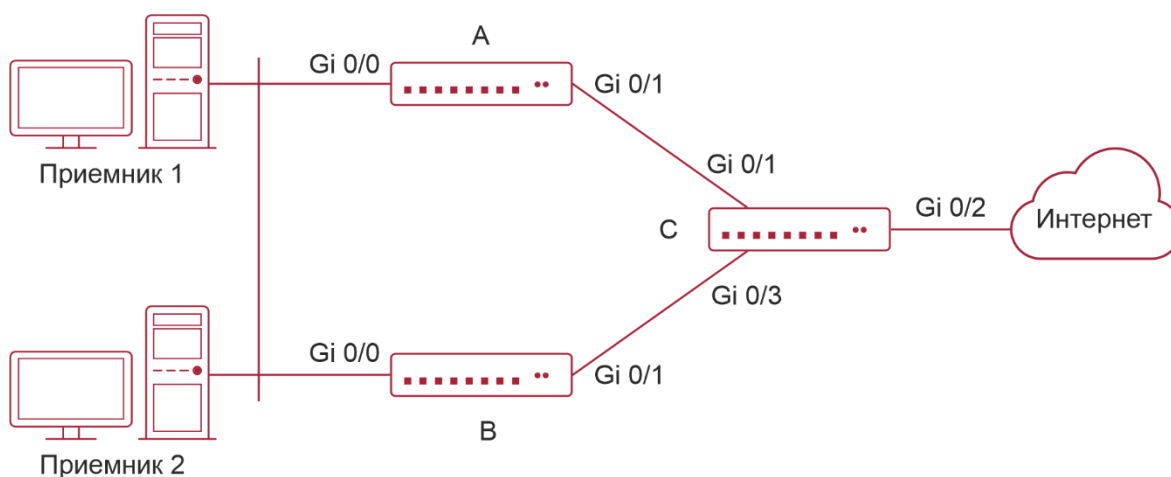 A
Gi 0/0
Gi 0/1
Приемник 1
Gi 0/1
C
Gi 0/2
Интернет
Gi 0/3
Gi 0/0
Gi 0/1
B
Приемник 2